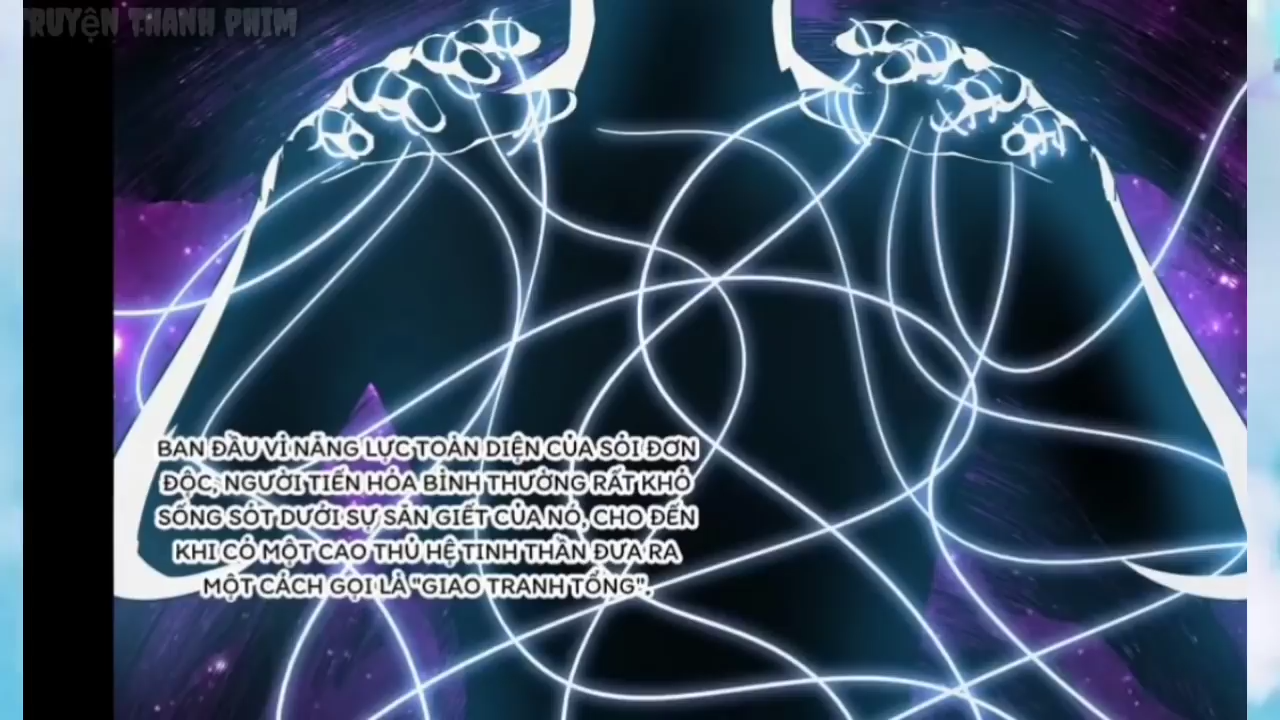 TRUYỆN THANH PHIM
BAN ĐẦU VÌ NĂNG LỰC TOÀN DIỆN CỦA SÓI ĐƠN
ĐỘC, NGƯỜI TIẾN HÓA BÌNH THƯỜNG RẤT KHÓ
SỐNG SÓT DƯỚI SỰ SĂN GIẾT CỦA NÓ, CHO ĐẾN
KHI CÓ MỘT CAO THỦ HỆ TINH THẦN ĐƯA RA
MỘT CÁCH GỌI LÀ "GIAO TRANH TỔNG".